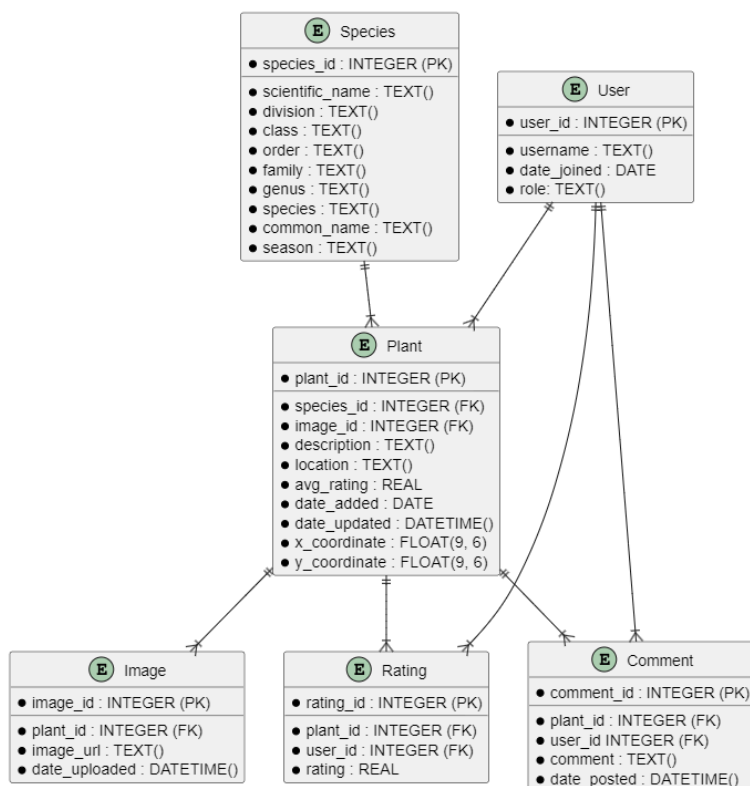 E Species
● species_id : INTEGER (PK)
● scientific_name : TEXT()
● division : TEXT()
● class : TEXT()
● order : TEXT()
● family : TEXT()
● genus : TEXT()
● species : TEXT()
● common_name : TEXT()
● season : TEXT()
E User
● user_id : INTEGER (PK)
● username : TEXT()
● date_joined : DATE
● role: TEXT()
E Plant
● plant_id : INTEGER (PK)
● species_id : INTEGER (FK)
● image_id : INTEGER (FK)
● description : TEXT()
● location : TEXT()
● avg_rating : REAL
● date_added : DATE
● date_updated : DATETIME()
● x_coordinate : FLOAT(9, 6)
● y_coordinate : FLOAT(9, 6)
E Image
● image_id : INTEGER (PK)
● plant_id : INTEGER (FK)
● image_url : TEXT()
● date_uploaded : DATETIME()
E Rating
● rating_id : INTEGER (PK)
● plant_id : INTEGER (FK)
● user_id : INTEGER (FK)
● rating : REAL
E Comment
● comment_id : INTEGER (PK)
● plant_id : INTEGER (FK)
● user_id INTEGER (FK)
● comment : TEXT()
● date_posted : DATETIME()